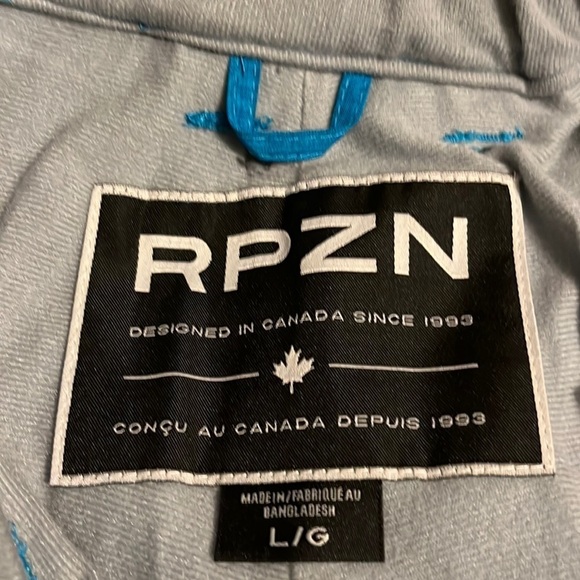 RPZN
DESIGNED IN CANADA SINCE 1993
CONÇU AU CANADA DEPUIS 1993
MADE IN/FABRIQUÉ AU
BANGLADESH
L/G